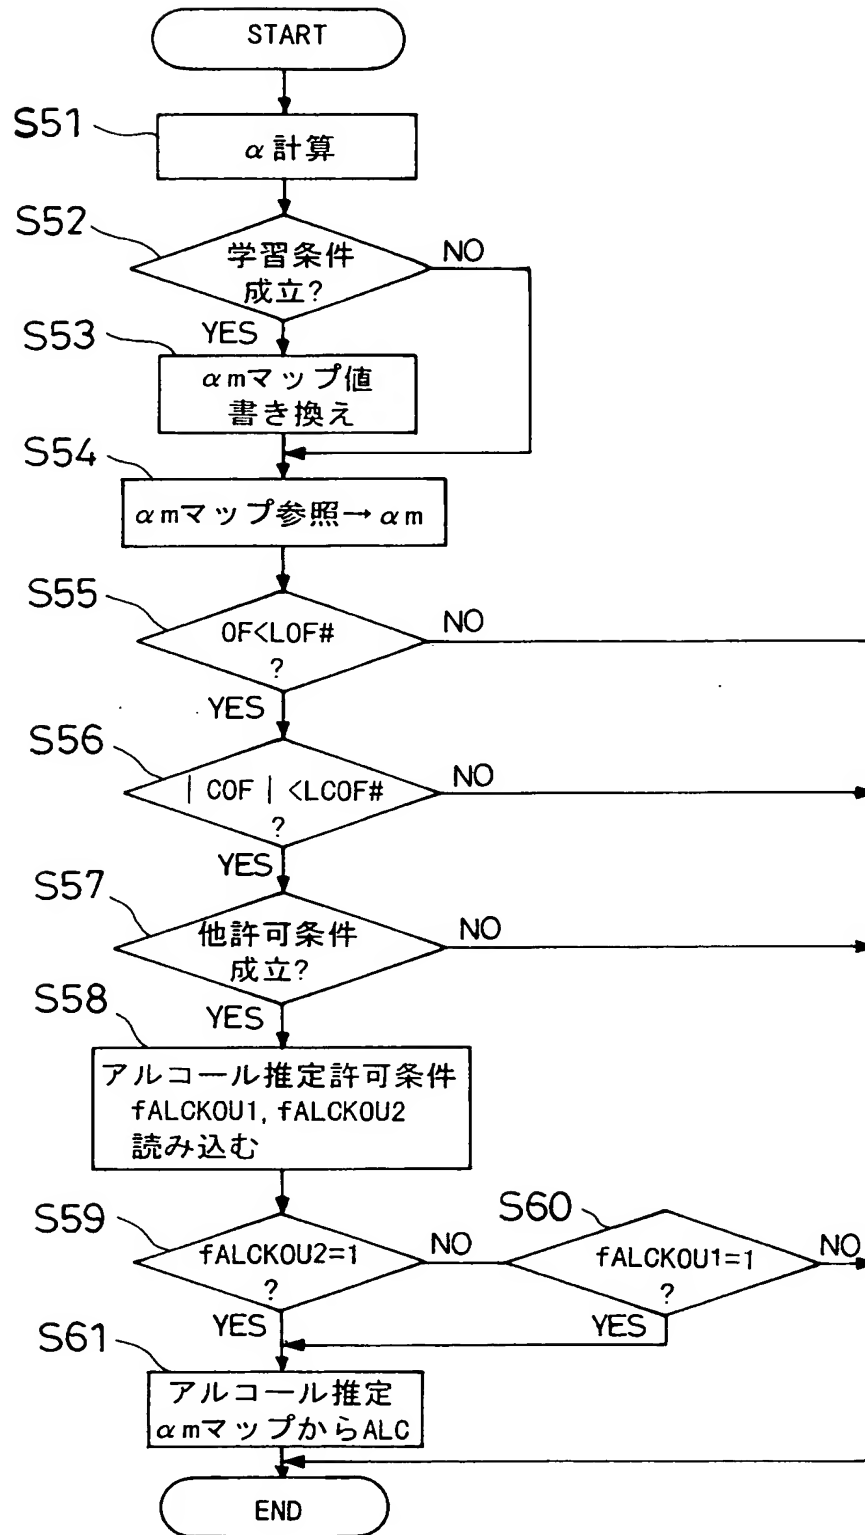 START
S51
α計算
S52
学習条件
成立?
NO
YES
S53
αmマップ値
書き換え
S54
αmマップ参照→αm
S55
OF<LOF#
?
NO
YES
S56
| COF | <LCOF#
?
NO
YES
S57
他許可条件
成立?
NO
YES
S58
アルコール推定許可条件
fALCKOU1, fALCKOU2
読み込む
S59
fALCKOU2=1
?
NO
YES
S60
fALCKOU1=1
?
NO
YES
S61
アルコール推定
αmマップからALC
END